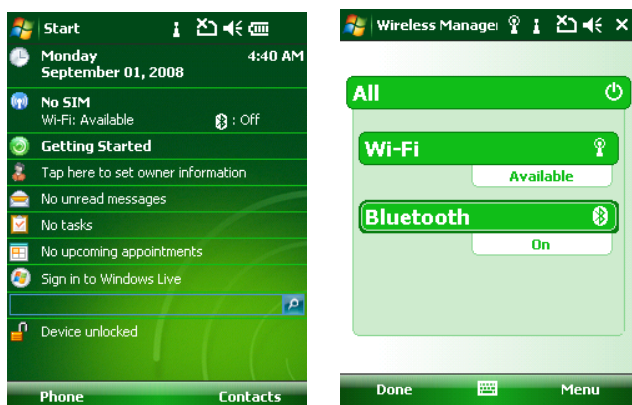 Start
Monday 4:40 AM
September 01, 2008
No SIM
Wi-Fi: Available : Off
Getting Started
Tap here to set owner information
No unread messages
No tasks
No upcoming appointments
Sign in to Windows Live
Device unlocked
Phone Contacts
Wireless Manager
All
Wi-Fi
Available
Bluetooth
On
Done Menu